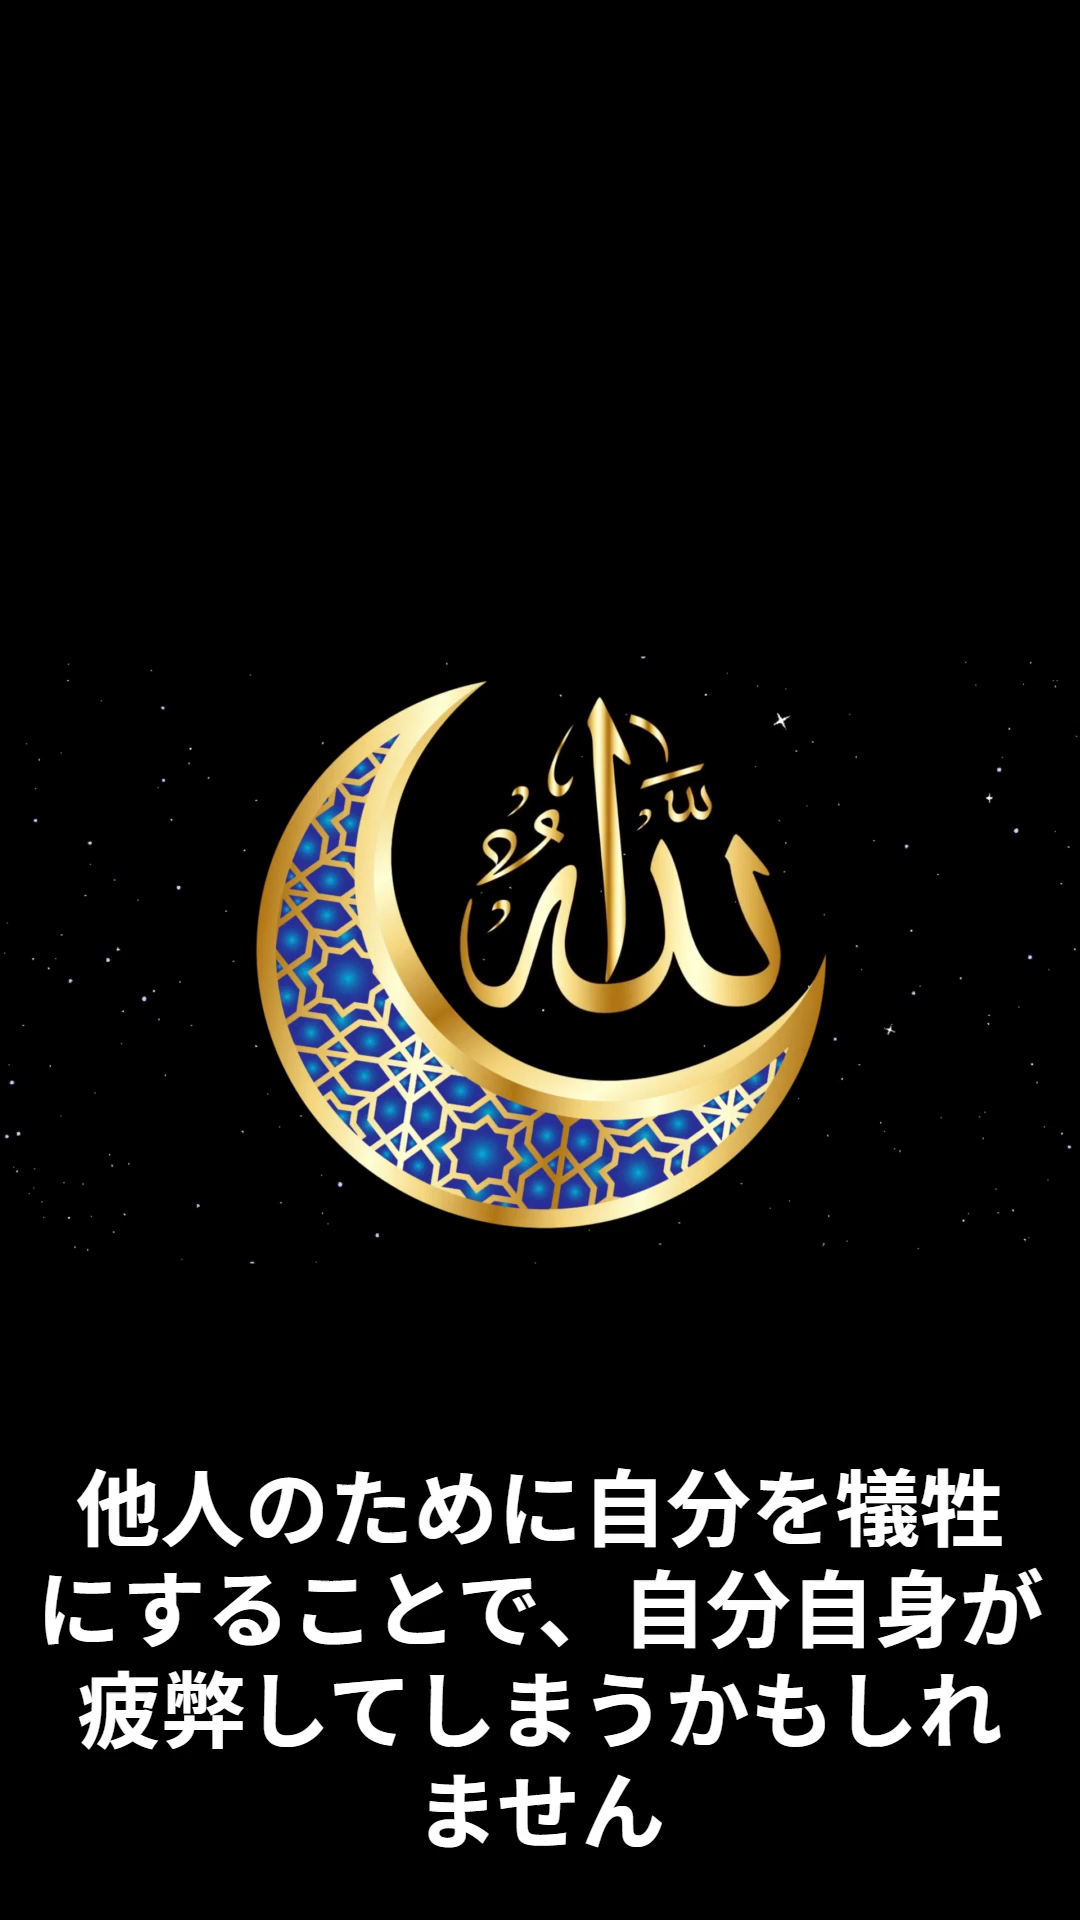 لله
他人のために自分を犠牲
にすることで、自分自身が
疲弊してしまうかもしれ
ません